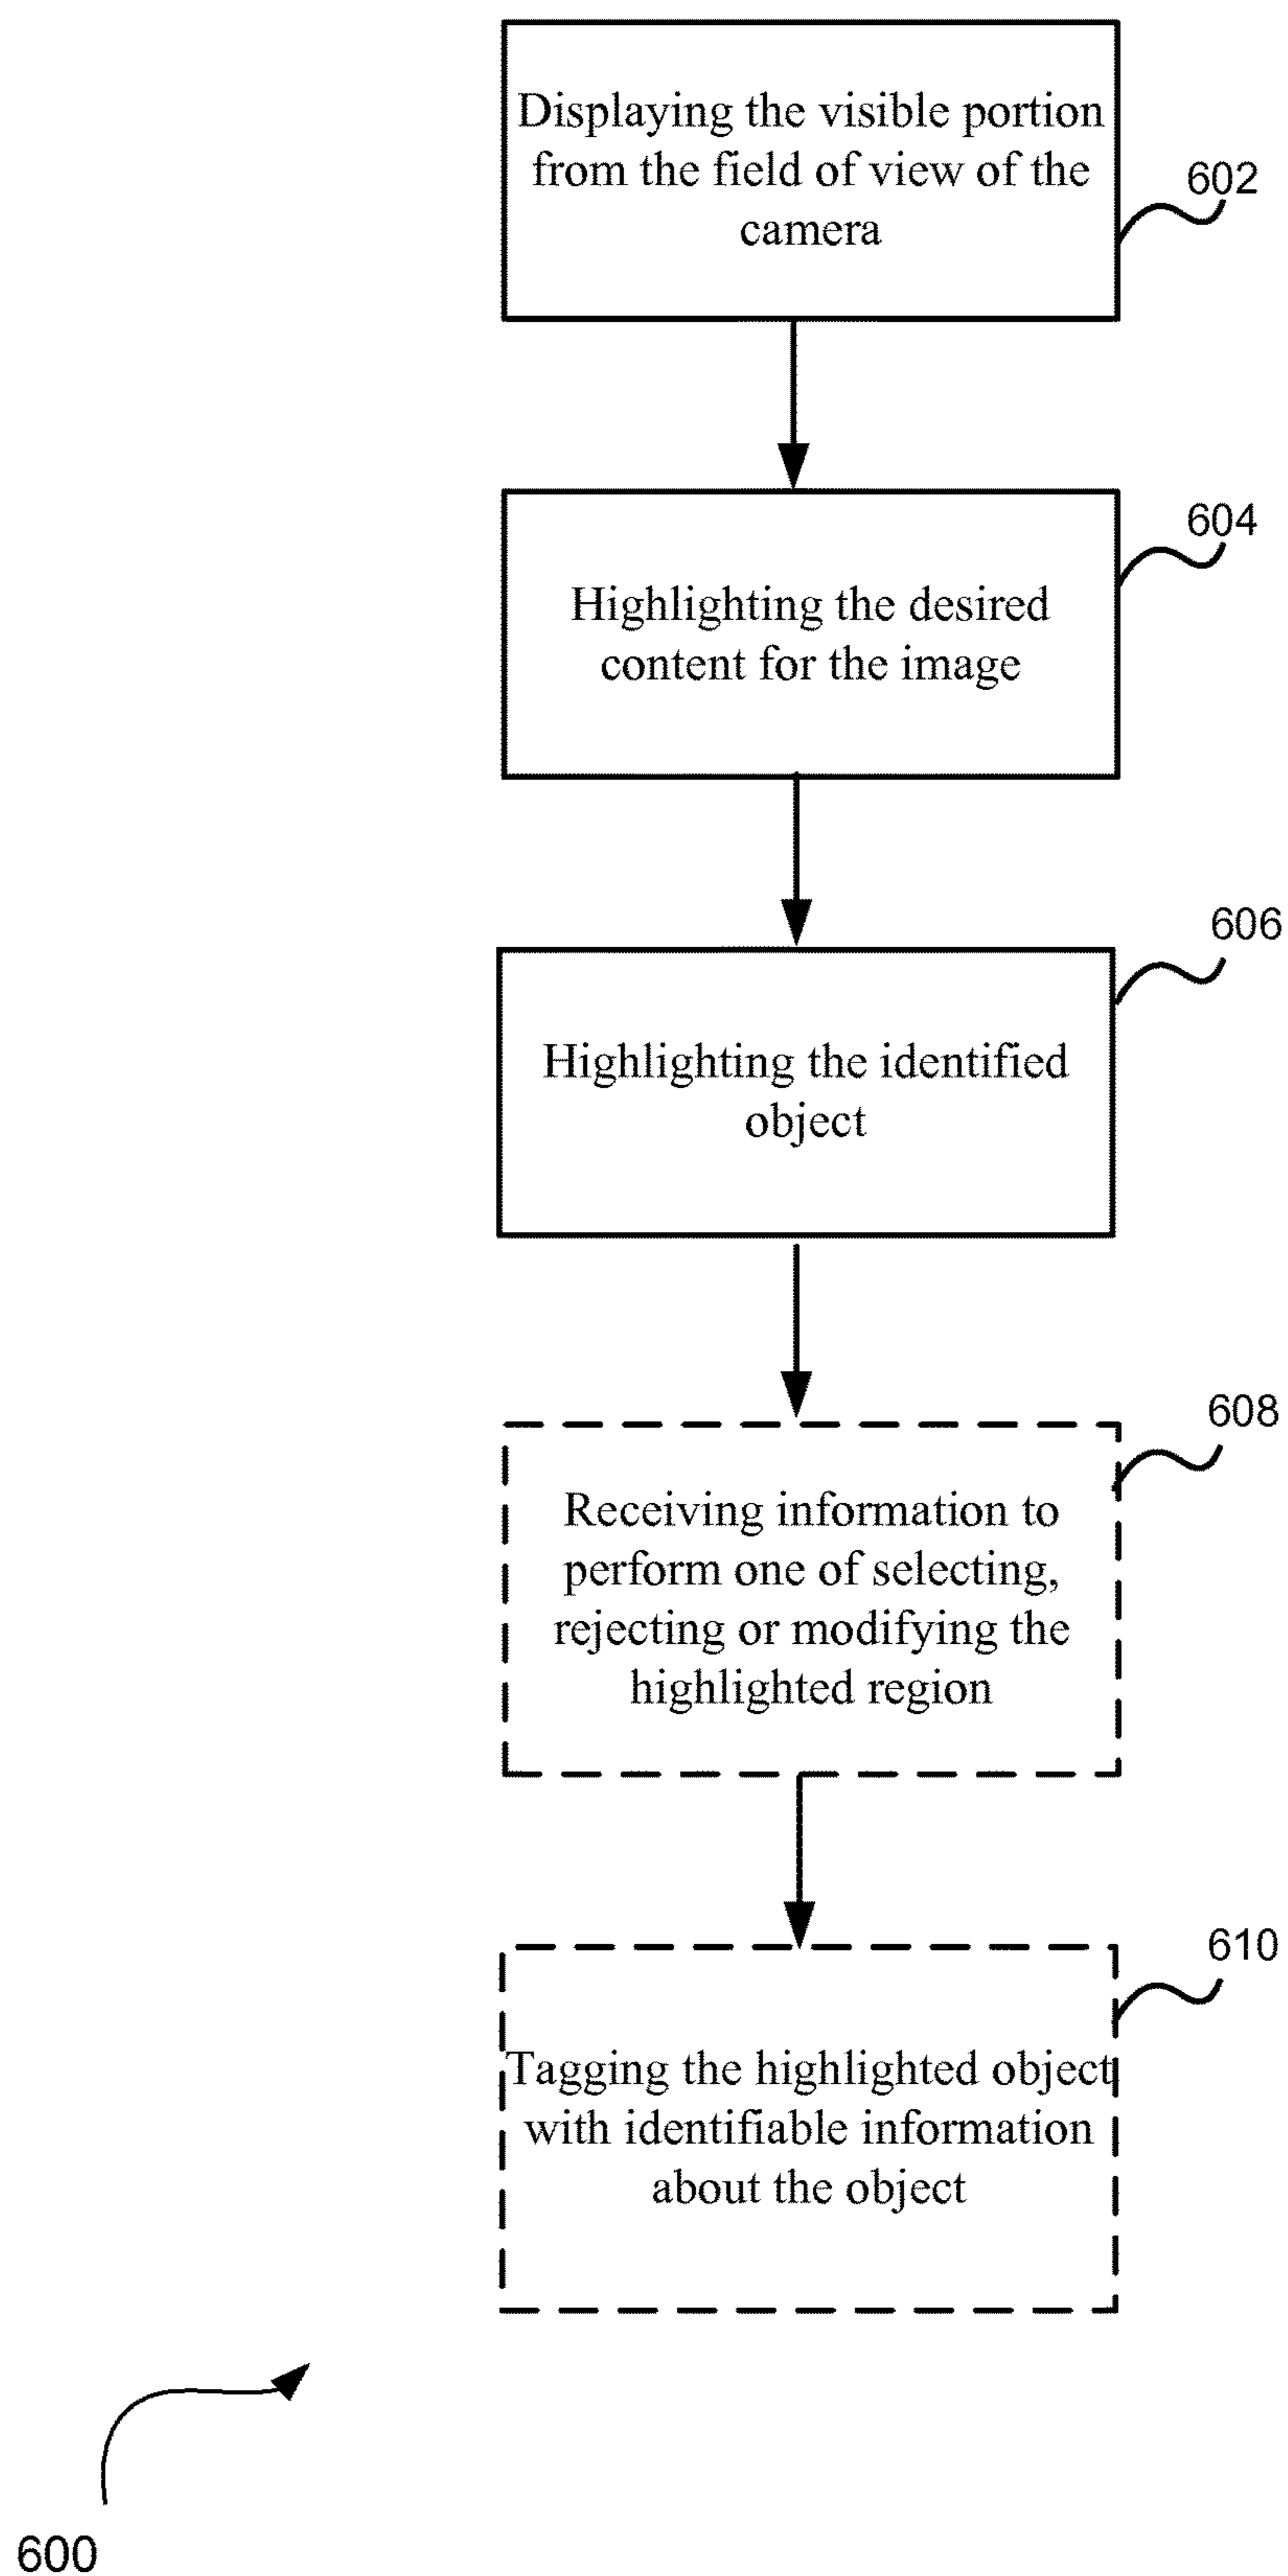 Displaying the visible portion
from the field of view of the
camera
602
Highlighting the desired
content for the image
604
Highlighting the identified
object
606
Receiving information to
perform one of selecting,
rejecting or modifying the
highlighted region
608
Tagging the highlighted object
with identifiable information
about the object
610
600